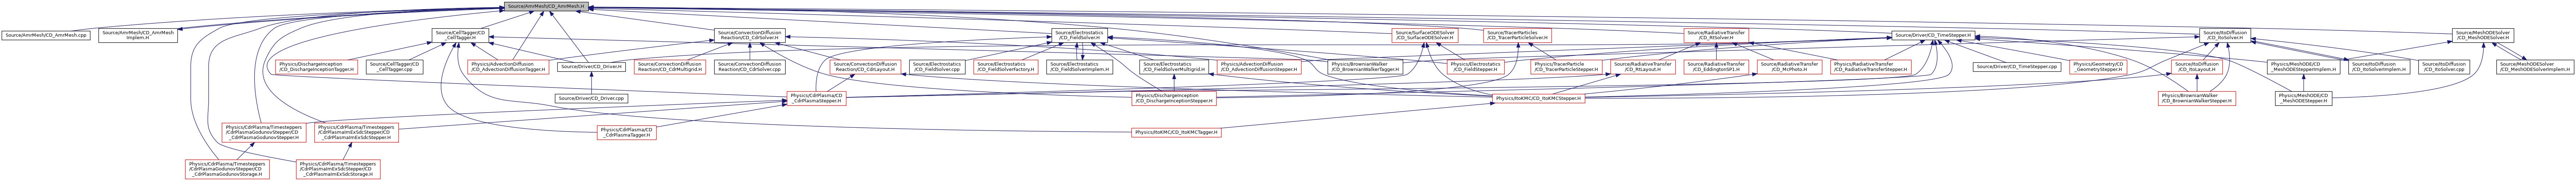 Source/AmrMesh/CD_AmrMesh.H
Source/AmrMesh/CD_AmrMesh.cpp
Source/AmrMesh/CD_AmrMesh
Implem.H
Source/CellTagger/CD
_CellTagger.H
Source/ConvectionDiffusion
Reaction/CD_CdrSolver.H
Source/Electrostatics
/CD_FieldSolver.H
Source/SurfaceODESolver
/CD_SurfaceODESolver.H
Source/TracerParticles
/CD_TracerParticleSolver.H
Source/RadiativeTransfer
/CD_RtSolver.H
Source/Driver/CD_TimeStepper.H
Source/ItoDiffusion
/CD_ItoSolver.H
Source/MeshODESolver
/CD_MeshODESolver.H
Physics/DischargeInception
/CD_DischargeInceptionTagger.H
Source/CellTagger/CD
_CellTagger.cpp
Physics/AdvectionDiffusion
/CD_AdvectionDiffusionTagger.H
Source/Driver/CD_Driver.H
Source/ConvectionDiffusion
Reaction/CD_CdrMultigrid.H
Source/ConvectionDiffusion
Reaction/CD_CdrSolver.cpp
Source/ConvectionDiffusion
Reaction/CD_CdrLayout.H
Source/Electrostatics
/CD_FieldSolver.cpp
Source/Electrostatics
/CD_FieldSolverFactory.H
Source/Electrostatics
/CD_FieldSolverImplem.H
Source/Electrostatics
/CD_FieldSolverMultigrid.H
Physics/AdvectionDiffusion
/CD_AdvectionDiffusionStepper.H
Physics/BrownianWalker
/CD_BrownianWalkerTagger.H
Physics/Electrostatics
/CD_FieldStepper.H
Physics/TracerParticle
/CD_TracerParticleStepper.H
Source/RadiativeTransfer
/CD_RtLayout.H
Source/RadiativeTransfer
/CD_EddingtonSP1.H
Source/RadiativeTransfer
/CD_McPhoto.H
Physics/RadiativeTransfer
/CD_RadiativeTransferStepper.H
Source/Driver/CD_TimeStepper.cpp
Physics/Geometry/CD
_GeometryStepper.H
Source/ItoDiffusion
/CD_ItoLayout.H
Physics/MeshODE/CD
_MeshODEStepperImplem.H
Source/ItoDiffusion
/CD_ItoSolverImplem.H
Source/ItoDiffusion
/CD_ItoSolver.cpp
Source/MeshODESolver
/CD_MeshODESolverImplem.H
Source/Driver/CD_Driver.cpp
Physics/CdrPlasma/CD
_CdrPlasmaStepper.H
Physics/DischargeInception
/CD_DischargeInceptionStepper.H
Physics/ItoKMC/CD_ItoKMCStepper.H
Physics/BrownianWalker
/CD_BrownianWalkerStepper.H
Physics/MeshODE/CD
_MeshODEStepper.H
Physics/CdrPlasma/Timesteppers
/CdrPlasmaGodunovStepper/CD
_CdrPlasmaGodunovStepper.H
Physics/CdrPlasma/Timesteppers
/CdrPlasmaImExSdcStepper/CD
_CdrPlasmaImExSdcStepper.H
Physics/CdrPlasma/CD
_CdrPlasmaTagger.H
Physics/ItoKMC/CD_ItoKMCTagger.H
Physics/CdrPlasma/Timesteppers
/CdrPlasmaGodunovStepper/CD
_CdrPlasmaGodunovStorage.H
Physics/CdrPlasma/Timesteppers
/CdrPlasmaImExSdcStepper/CD
_CdrPlasmaImExSdcStorage.H